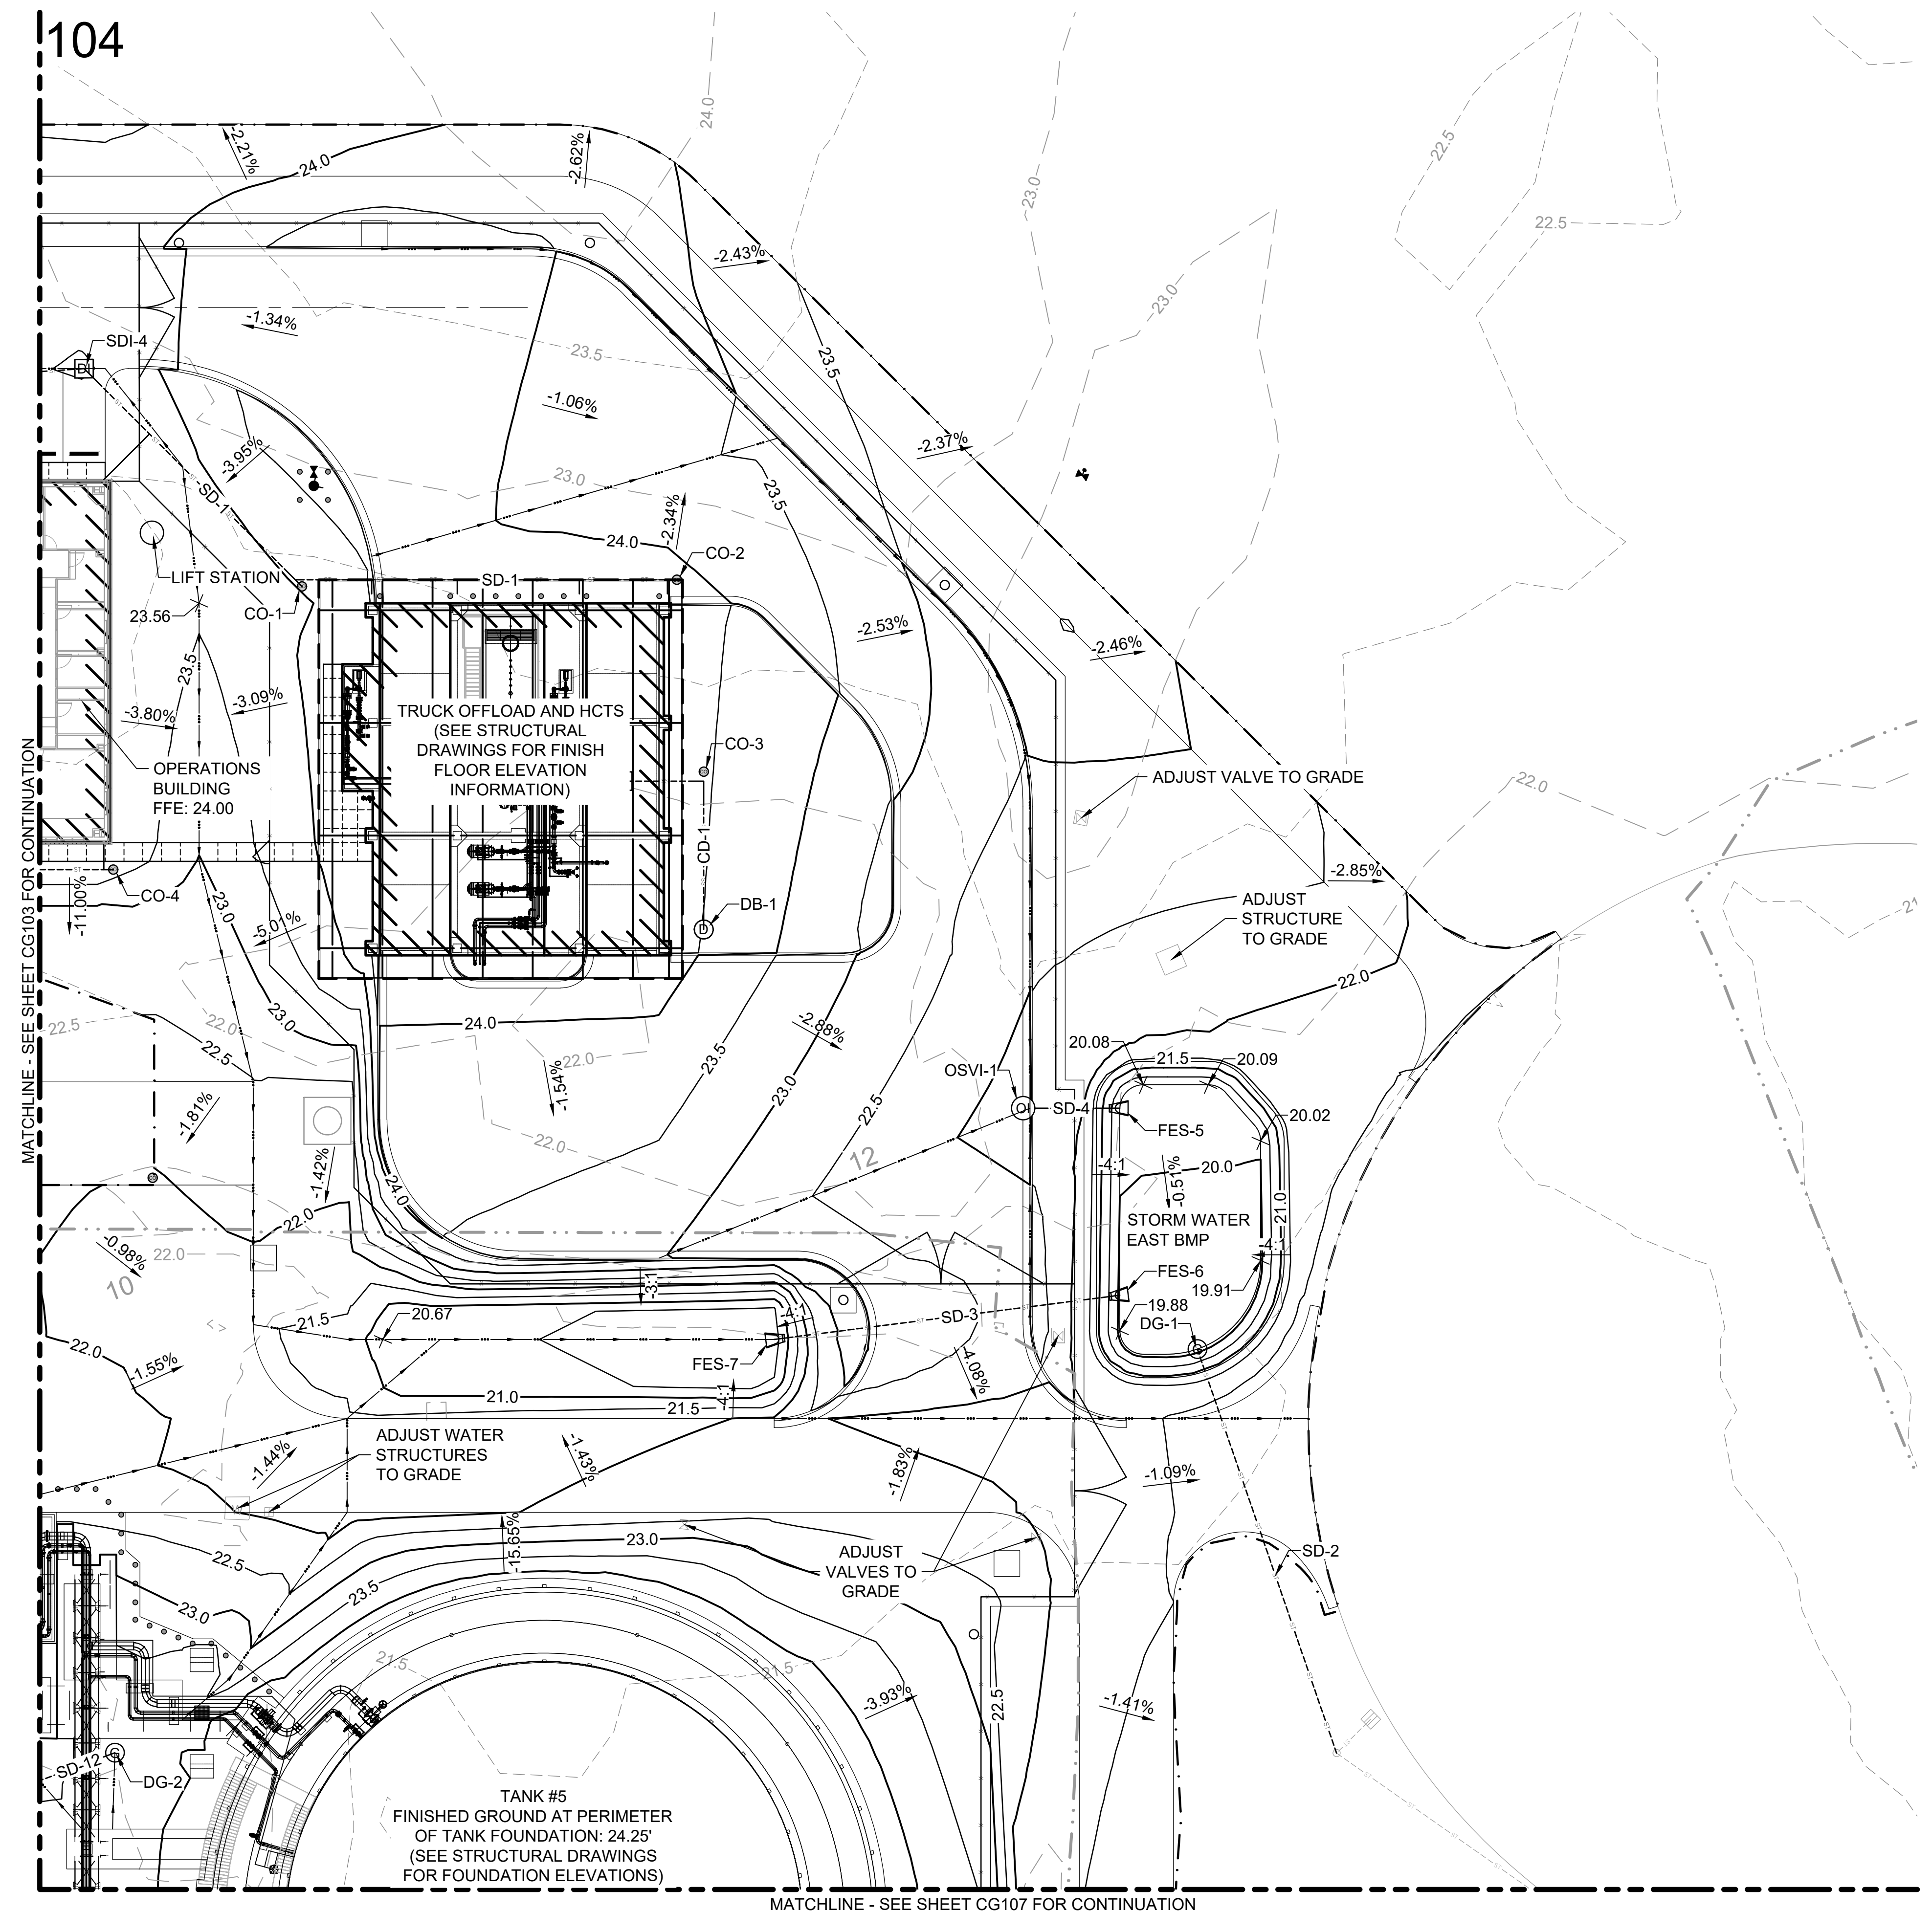 104
24.0
-2.21%
24.0
-2.62%
23.0
22.5
22.5
-2.43%
23.0
-1.34%
23.5
23.5
SDI-4
D
-1.06%
-2.37%
-3.95%
SD-1
23.0
23.5
-2.34%
24.0
CO-2
LIFT STATION
SD-1
CO-1
23.56
-2.53%
-2.46%
23.5
-3.09%
-3.80%
TRUCK OFFLOAD AND HCTS
(SEE STRUCTURAL
DRAWINGS FOR FINISH
FLOOR ELEVATION
INFORMATION)
CO-3
OPERATIONS
BUILDING
FFE: 24.00
ADJUST VALVE TO GRADE
22.0
CD-1
-2.85%
CO-4
-11.00%
23.0
-5.01%
DB-1
D
ADJUST
STRUCTURE
TO GRADE
21
22.0
MATCHLINE - SEE SHEET CG103 FOR CONTINUATION
22.5
22.0
23.0
24.0
-2.88%
22.5
22.0
23.5
20.08
21.5
20.09
-1.54%
23.0
OSVI-1
22.5
O
SD-4
20.02
-1.81%
FES-5
22.0
12
-1.42%
-4:1
-0.51%
20.0
24.0
21.0
22.0
STORM WATER
EAST BMP
-0.98%
22.0
-4:1
10
FES-6
-3:1
19.91
-4:1
19.88
21.5
20.67
SD-3
DG-1
G
22.0
FES-7
-1.55%
-4.08%
21.0
-4:1
21.5
ADJUST WATER
STRUCTURES
TO GRADE
-1.44%
-1.43%
-1.83%
-1.09%
-15.65%
23.0
22.5
ADJUST
VALVES TO
GRADE
SD-2
23.5
23.0
21.5
21.5
-3.93%
22.5
-1.41%
SD-12
G
DG-2
TANK #5
FINISHED GROUND AT PERIMETER
OF TANK FOUNDATION: 24.25'
(SEE STRUCTURAL DRAWINGS
FOR FOUNDATION ELEVATIONS)
MATCHLINE - SEE SHEET CG107 FOR CONTINUATION